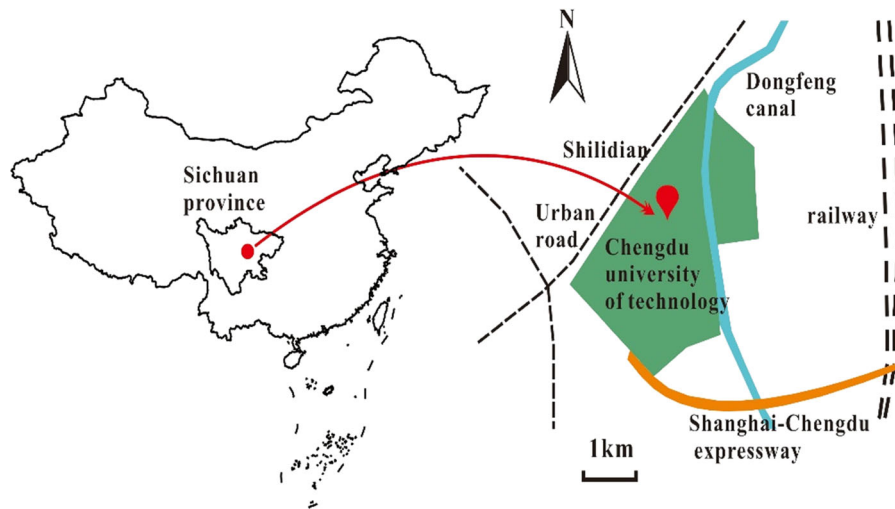 N
Dongfeng
canal
Shilidian
Sichuan
province
Urban
road
railway
Chengdu
university
of technology
Shanghai-Chengdu
expressway
1km